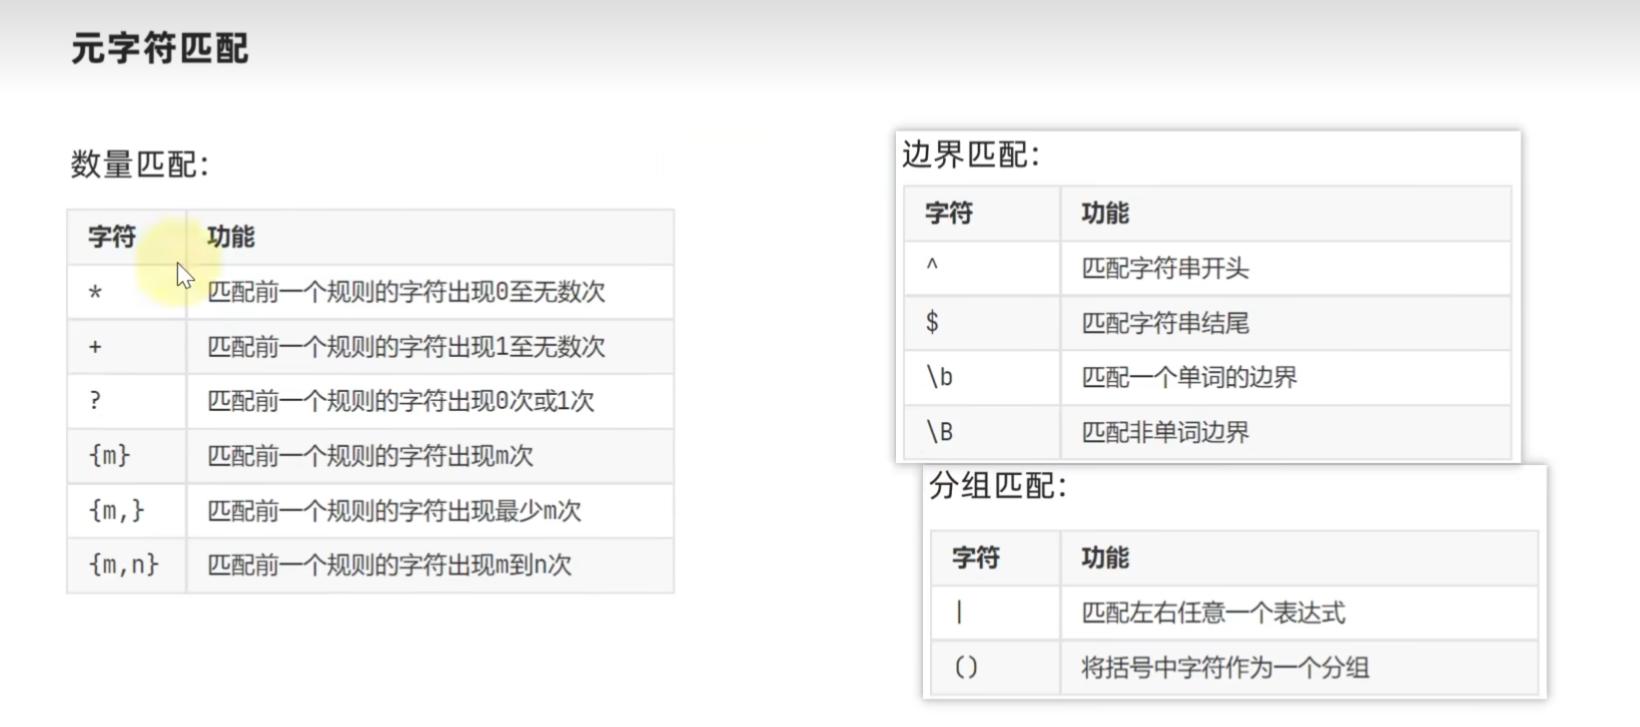 元字符匹配
数量匹配:
字符 功能
* 匹配前一个规则的字符出现0至无数次
+ 匹配前一个规则的字符出现1至无数次
? 匹配前一个规则的字符出现0次或1次
{m} 匹配前一个规则的字符出现m次
{m,} 匹配前一个规则的字符出现最少m次
{m,n} 匹配前一个规则的字符出现m到n次
边界匹配:
字符 功能
^ 匹配字符串开头
$ 匹配字符串结尾
\b 匹配一个单词的边界
\B 匹配非单词边界
分组匹配:
字符 功能
| 匹配左右任意一个表达式
() 将括号中字符作为一个分组